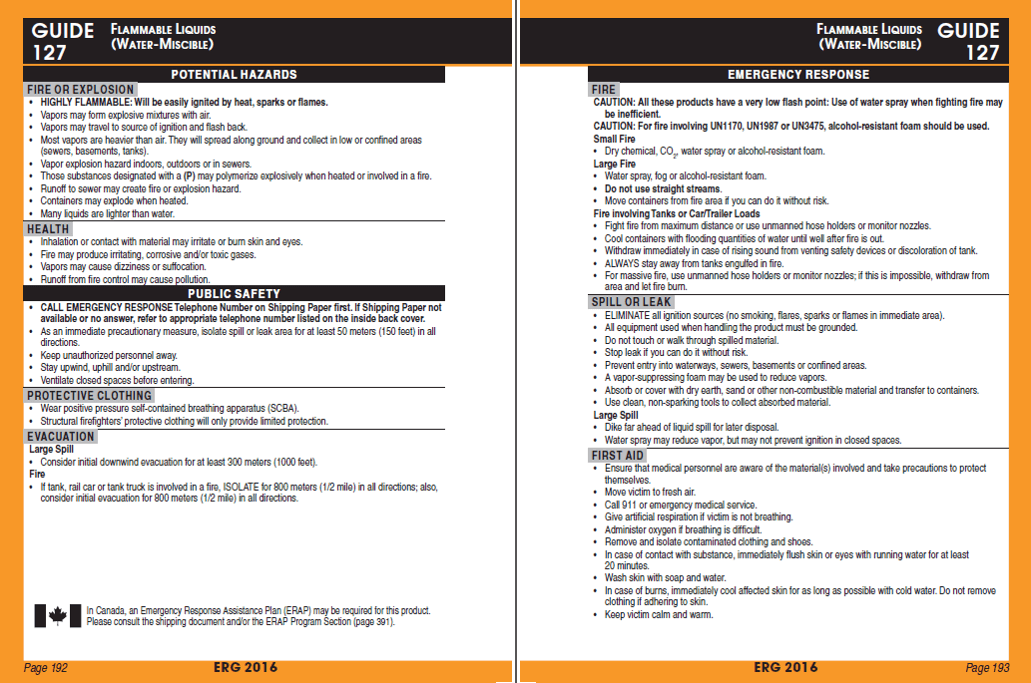 GUIDE
127
FLAMMABLE LIQUIDS
(WATER-MISCIBLE)
POTENTIAL HAZARDS
FIRE OR EXPLOSION
• HIGHLY FLAMMABLE: Will be easily ignited by heat, sparks or flames.
• Vapors may form explosive mixtures with air.
• Vapors may travel to source of ignition and flash back.
• Most vapors are heavier than air. They will spread along ground and collect in low or confined areas
(sewers, basements, tanks).
• Vapor explosion hazard indoors, outdoors or in sewers.
• Those substances designated with a (P) may polymerize explosively when heated or involved in a fire.
• Runoff to sewer may create fire or explosion hazard.
• Containers may explode when heated.
• Many liquids are lighter than water.
HEALTH
• Inhalation or contact with material may irritate or burn skin and eyes.
• Fire may produce irritating, corrosive and/or toxic gases.
• Vapors may cause dizziness or suffocation.
• Runoff from fire control may cause pollution.
PUBLIC SAFETY
• CALL EMERGENCY RESPONSE Telephone Number on Shipping Paper first. If Shipping Paper not
available or no answer, refer to appropriate telephone number listed on the inside back cover.
• As an immediate precautionary measure, isolate spill or leak area for at least 50 meters (150 feet) in all
directions.
• Keep unauthorized personnel away.
• Stay upwind, uphill and/or upstream.
• Ventilate closed spaces before entering.
PROTECTIVE CLOTHING
• Wear positive pressure self-contained breathing apparatus (SCBA).
• Structural firefighters' protective clothing will only provide limited protection.
EVACUATION
Large Spill
• Consider initial downwind evacuation for at least 300 meters (1000 feet).
Fire
• If tank, rail car or tank truck is involved in a fire, ISOLATE for 800 meters (1/2 mile) in all directions; also,
consider initial evacuation for 800 meters (1/2 mile) in all directions.
In Canada, an Emergency Response Assistance Plan (ERAP) may be required for this product.
Please consult the shipping document and/or the ERAP Program Section (page 391).
Page 192
ERG 2016
FLAMMABLE LIQUIDS
(WATER-MISCIBLE)
GUIDE
127
EMERGENCY RESPONSE
FIRE
CAUTION: All these products have a very low flash point: Use of water spray when fighting fire may
be inefficient.
CAUTION: For fire involving UN1170, UN1987 or UN3475, alcohol-resistant foam should be used.
Small Fire
• Dry chemical, CO2, water spray or alcohol-resistant foam.
Large Fire
• Water spray, fog or alcohol-resistant foam.
• Do not use straight streams.
• Move containers from fire area if you can do it without risk.
Fire involving Tanks or Car/Trailer Loads
• Fight fire from maximum distance or use unmanned hose holders or monitor nozzles.
• Cool containers with flooding quantities of water until well after fire is out.
• Withdraw immediately in case of rising sound from venting safety devices or discoloration of tank.
• ALWAYS stay away from tanks engulfed in fire.
• For massive fire, use unmanned hose holders or monitor nozzles; if this is impossible, withdraw from
area and let fire burn.
SPILL OR LEAK
• ELIMINATE all ignition sources (no smoking, flares, sparks or flames in immediate area).
• All equipment used when handling the product must be grounded.
• Do not touch or walk through spilled material.
• Stop leak if you can do it without risk.
• Prevent entry into waterways, sewers, basements or confined areas.
• A vapor-suppressing foam may be used to reduce vapors.
• Absorb or cover with dry earth, sand or other non-combustible material and transfer to containers.
• Use clean, non-sparking tools to collect absorbed material.
Large Spill
• Dike far ahead of liquid spill for later disposal.
• Water spray may reduce vapor, but may not prevent ignition in closed spaces.
FIRST AID
• Ensure that medical personnel are aware of the material(s) involved and take precautions to protect
themselves.
• Move victim to fresh air.
• Call 911 or emergency medical service.
• Give artificial respiration if victim is not breathing.
• Administer oxygen if breathing is difficult.
• Remove and isolate contaminated clothing and shoes.
• In case of contact with substance, immediately flush skin or eyes with running water for at least
20 minutes.
• Wash skin with soap and water.
• In case of burns, immediately cool affected skin for as long as possible with cold water. Do not remove
clothing if adhering to skin.
• Keep victim calm and warm.
ERG 2016
Page 193